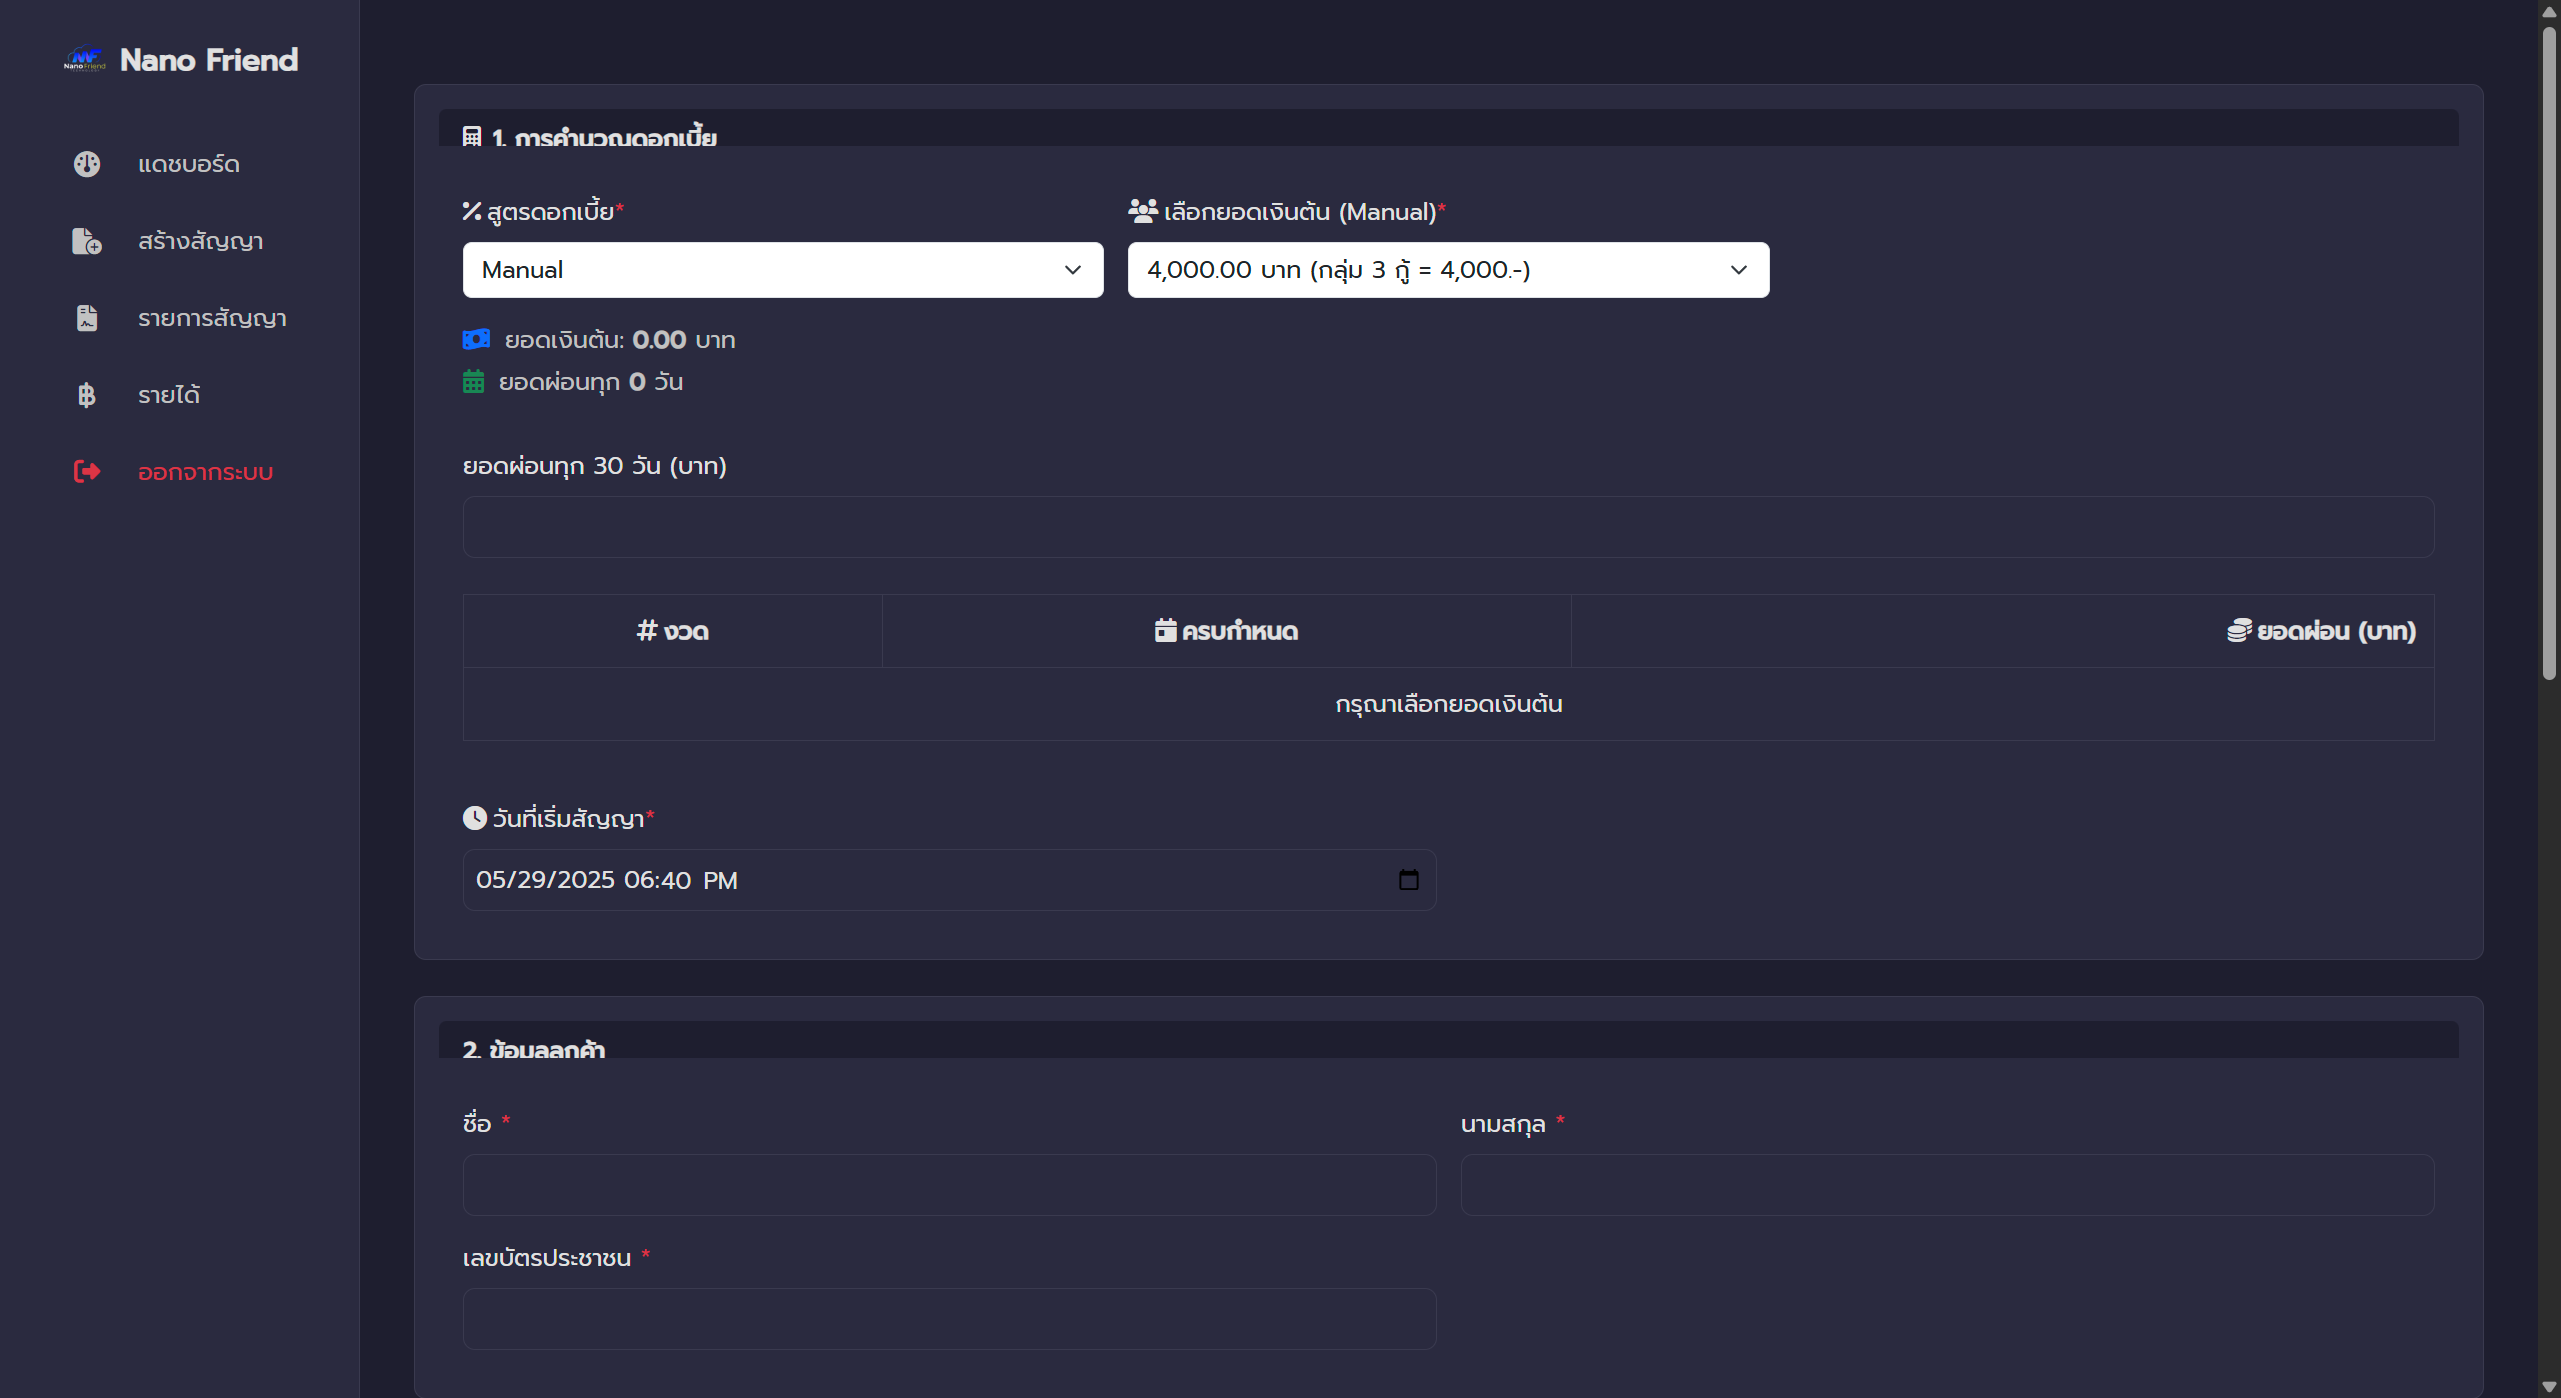 Nano Friend
แดชบอร์ด
สร้างสัญญา
รายการสัญญา
รายได้
ออกจากระบบ
1. การคำนวณดอกเบี้ย
สูตรดอกเบี้ย*
เลือกยอดเงินต้น (Manual)*
Manual
4,000.00 บาท (กลุ่ม 3 กู้ = 4,000.-)
ยอดเงินต้น: 0.00 บาท
ยอดผ่อนทุก 0 วัน
ยอดผ่อนทุก 30 วัน (บาท)
# งวด
ครบกำหนด
ยอดผ่อน (บาท)
กรุณาเลือกยอดเงินต้น
วันที่เริ่มสัญญา*
05/29/2025 06:40 PM
2. ข้อมูลลูกค้า
ชื่อ *
นามสกุล *
เลขบัตรประชาชน *